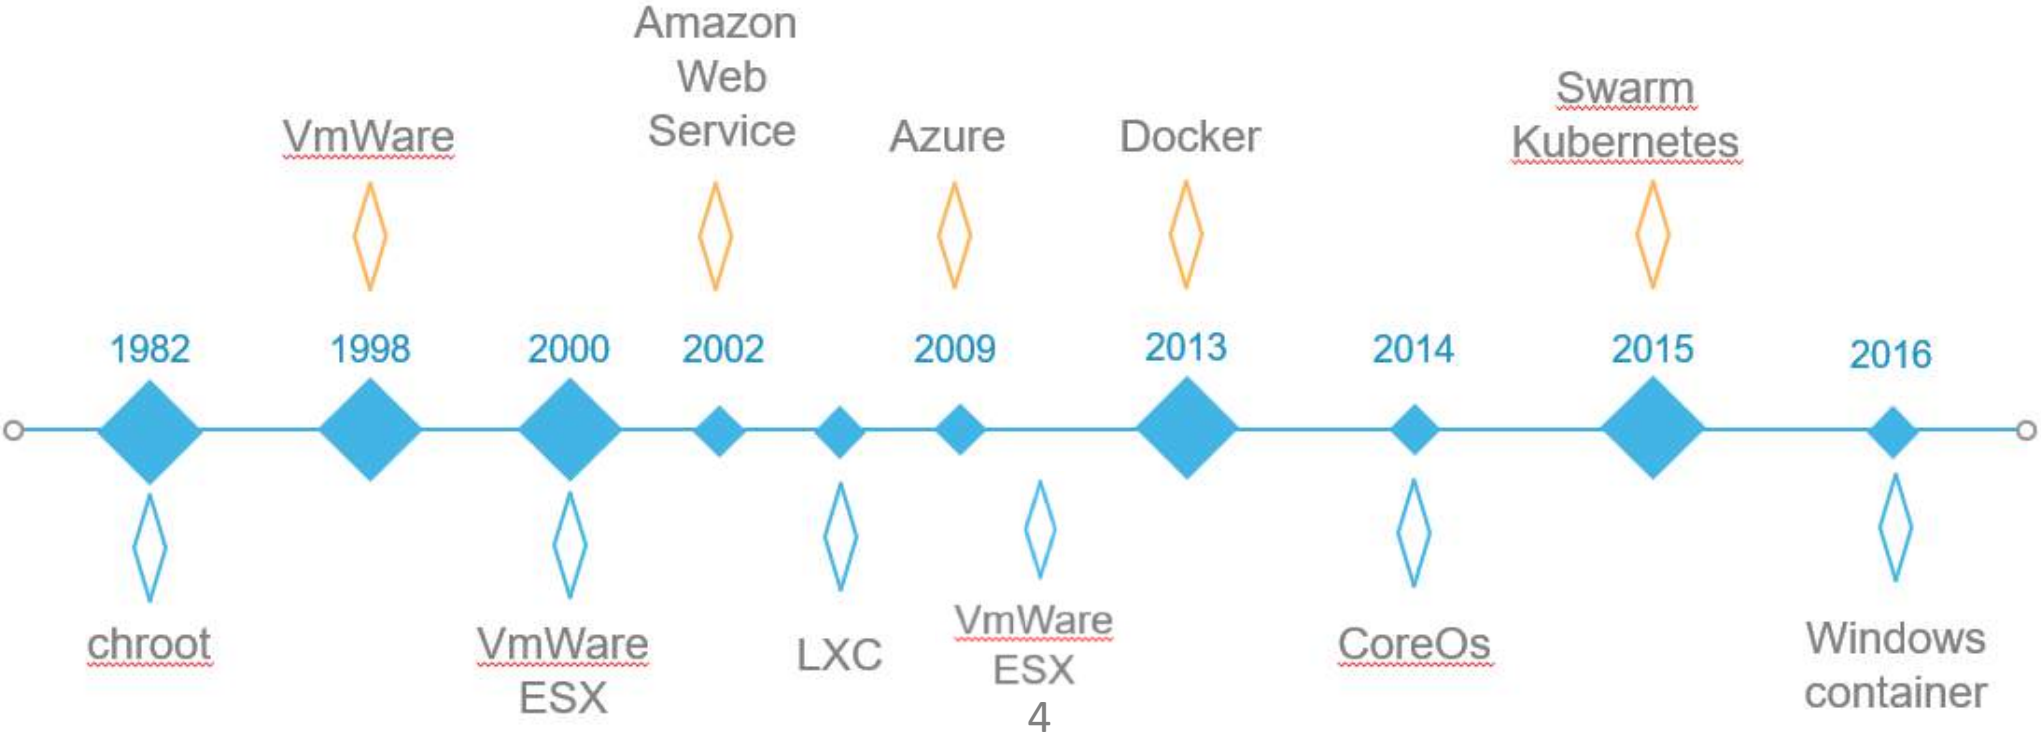 Amazon
Web
Service
VmWare
Azure
Docker
Swarm
Kubernetes
1982
1998
2000
2002
2009
2013
2014
2015
2016
chroot
VmWare
ESX
LXC
VmWare
ESX
4
CoreOs
Windows
container